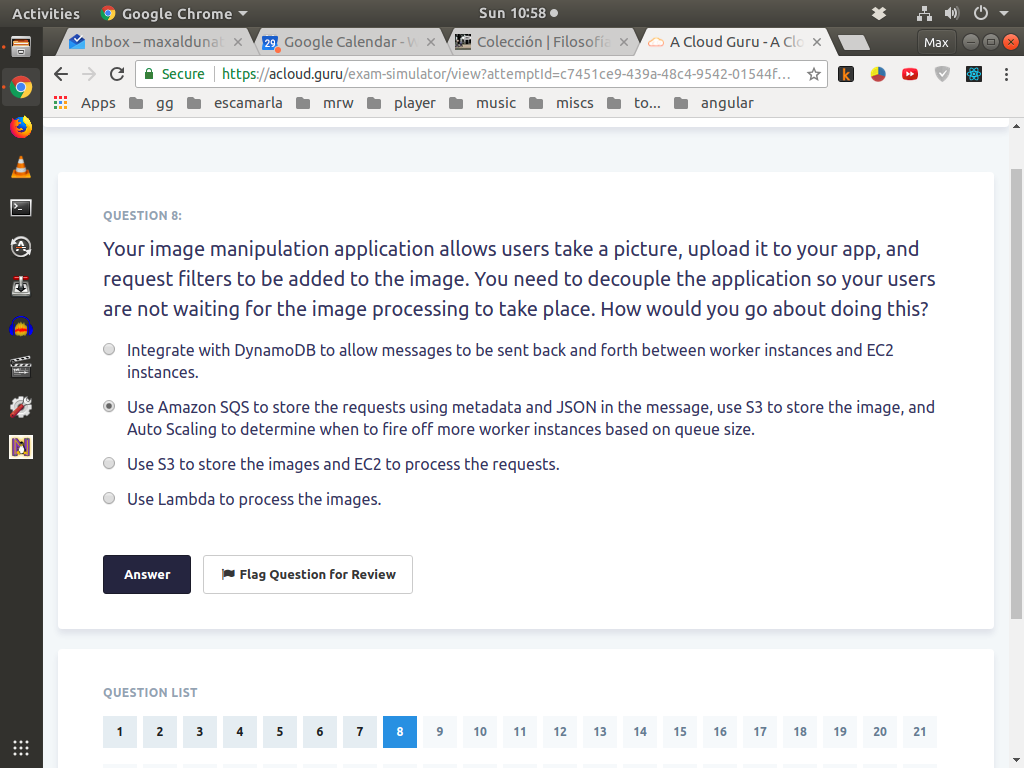 Activities Google Chrome Sun 10:58
Inbox – maxaldunat Google Calendar - W Colección | Filosofía A Cloud Guru - A Clo Max
Secure https://acloud.guru/exam-simulator/view?attemptId=c7451ce9-439a-48c4-9542-01544f...
Apps gg escamarla mrw player music miscs to... angular
QUESTION 8:
Your image manipulation application allows users take a picture, upload it to your app, and
request filters to be added to the image. You need to decouple the application so your users
are not waiting for the image processing to take place. How would you go about doing this?
Integrate with DynamoDB to allow messages to be sent back and forth between worker instances and EC2
instances.
Use Amazon SQS to store the requests using metadata and JSON in the message, use S3 to store the image, and
Auto Scaling to determine when to fire off more worker instances based on queue size.
Use S3 to store the images and EC2 to process the requests.
Use Lambda to process the images.
Answer Flag Question for Review
QUESTION LIST
1 2 3 4 5 6 7 8 9 10 11 12 13 14 15 16 17 18 19 20 21